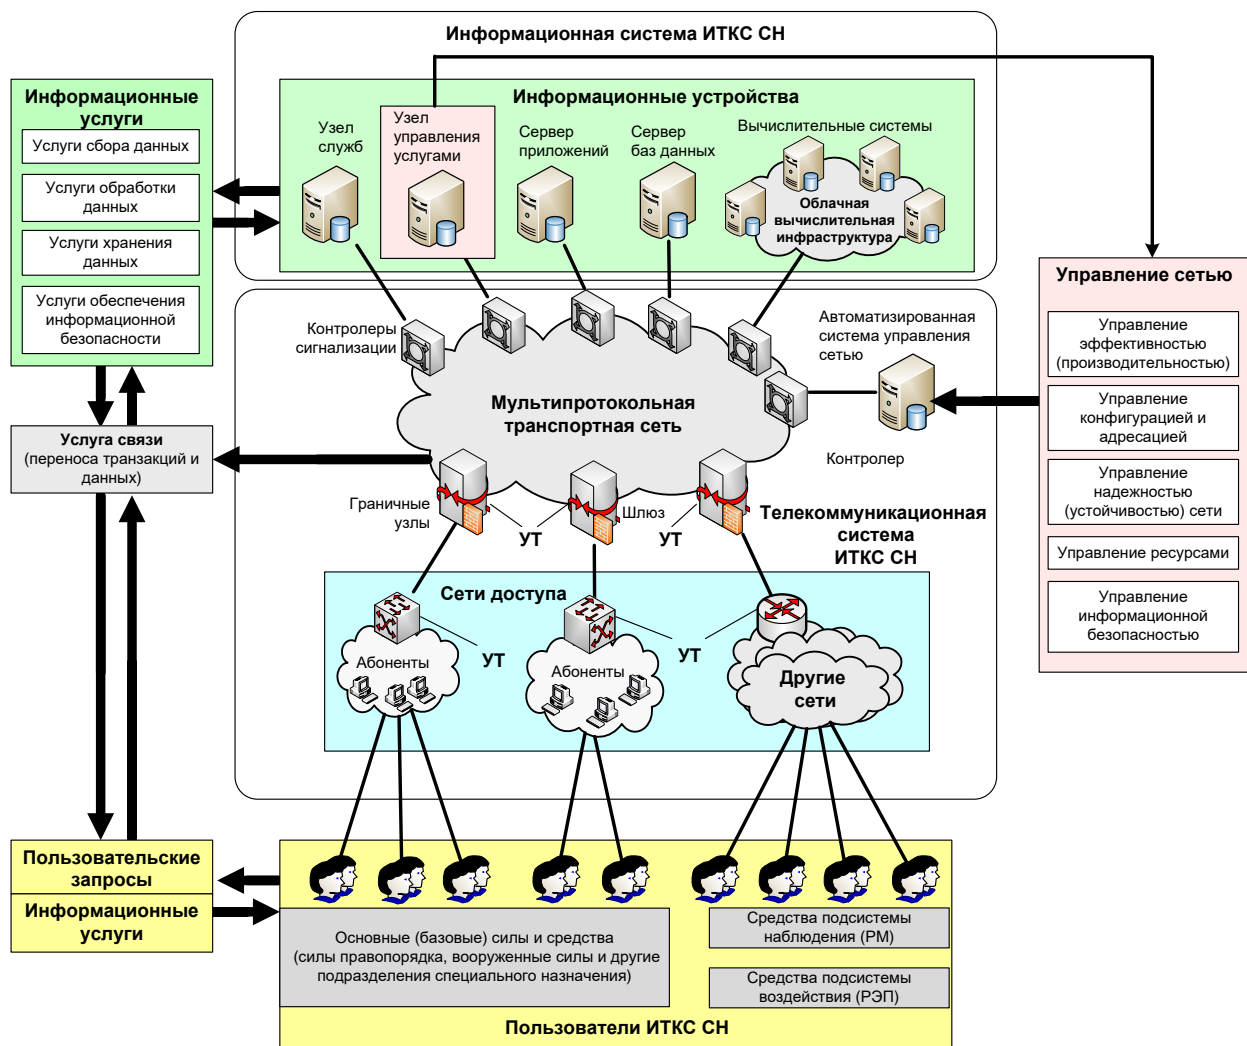 Информационная система ИТКС СН
Информационные
услуги
Услуги сбора данных
Услуги обработки
данных
Услуги хранения
данных
Услуги обеспечения
информационной
безопасности
Информационные устройства
Узел
служб
Узел
управления
услугами
Сервер
приложений
Сервер
баз данных
Вычислительные системы
Облачная
вычислительная
инфраструктура
Управление сетью
Управление
эффективностью
(производительностью)
Управление
конфигурацией и
адресацией
Управление
надежностью
(устойчивостью) сети
Управление ресурсами
Управление
информационной
безопасностью
Контролеры
сигнализации
Автоматизированная
система управления
сетью
Мультипротокольная
транспортная сеть
Контролер
Услуга связи
(переноса транзакций и
данных)
Граничные
узлы
УТ
Шлюз
УТ
Телекоммуникационная
система
ИТКС СН
Сети доступа
Абоненты
УТ
Абоненты
УТ
Другие
сети
Пользовательские
запросы
Информационные
услуги
Основные (базовые) силы и средства
(силы правопорядка, вооруженные силы и другие
подразделения специального назначения)
Средства подсистемы
наблюдения (РМ)
Средства подсистемы
воздействия (РЭП)
Пользователи ИТКС СН